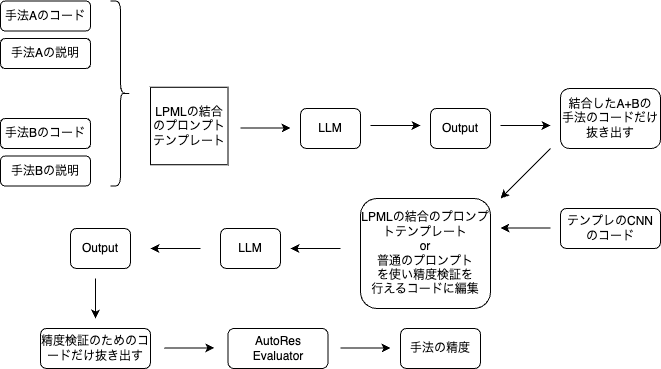 手法Aのコード
手法Aの説明
手法Bのコード
手法Bの説明
LPMLの結合
のプロンプト
テンプレート
LLM
Output
結合したA+Bの
手法のコードだけ
抜き出す
テンプレのCNN
のコード
LPMLの結合のプロンプ
トテンプレート
or
普通のプロンプト
を使い精度検証を
行えるコードに編集
LLM
Output
精度検証のためのコ
ードだけ抜き出す
AutoRes
Evaluator
手法の精度